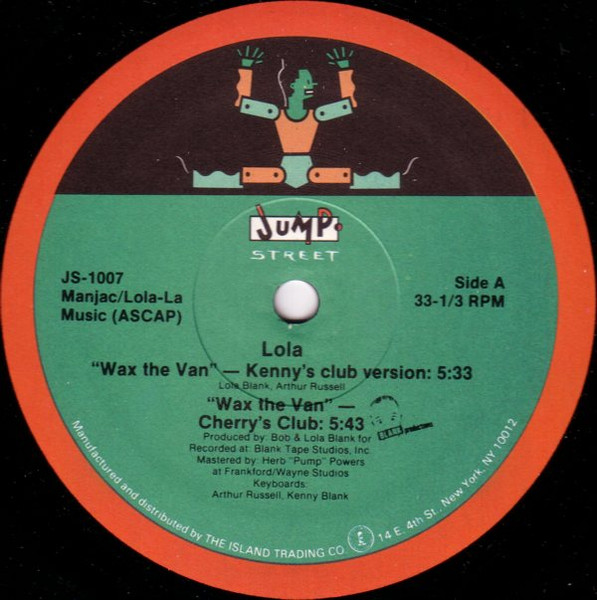 JUMP.
STREET
JS-1007
Manjac/Lola-La
Music (ASCAP)
Side A
33-1/3 RPM
Lola
“Wax the Van” — Kenny's club version: 5:33
Lola Blank, Arthur Russell
“Wax the Van” —
Cherry's Club: 5:43
BLANK productions
Produced by: Bob & Lola Blank for
Recorded at: Blank Tape Studios, Inc.
Mastered by: Herb “Pump” Powers
at Frankford/Wayne Studios
Keyboards:
Arthur Russell, Kenny Blank
Manufactured and distributed by THE ISLAND TRADING CO 14 E. 4th St., New York, NY 10012